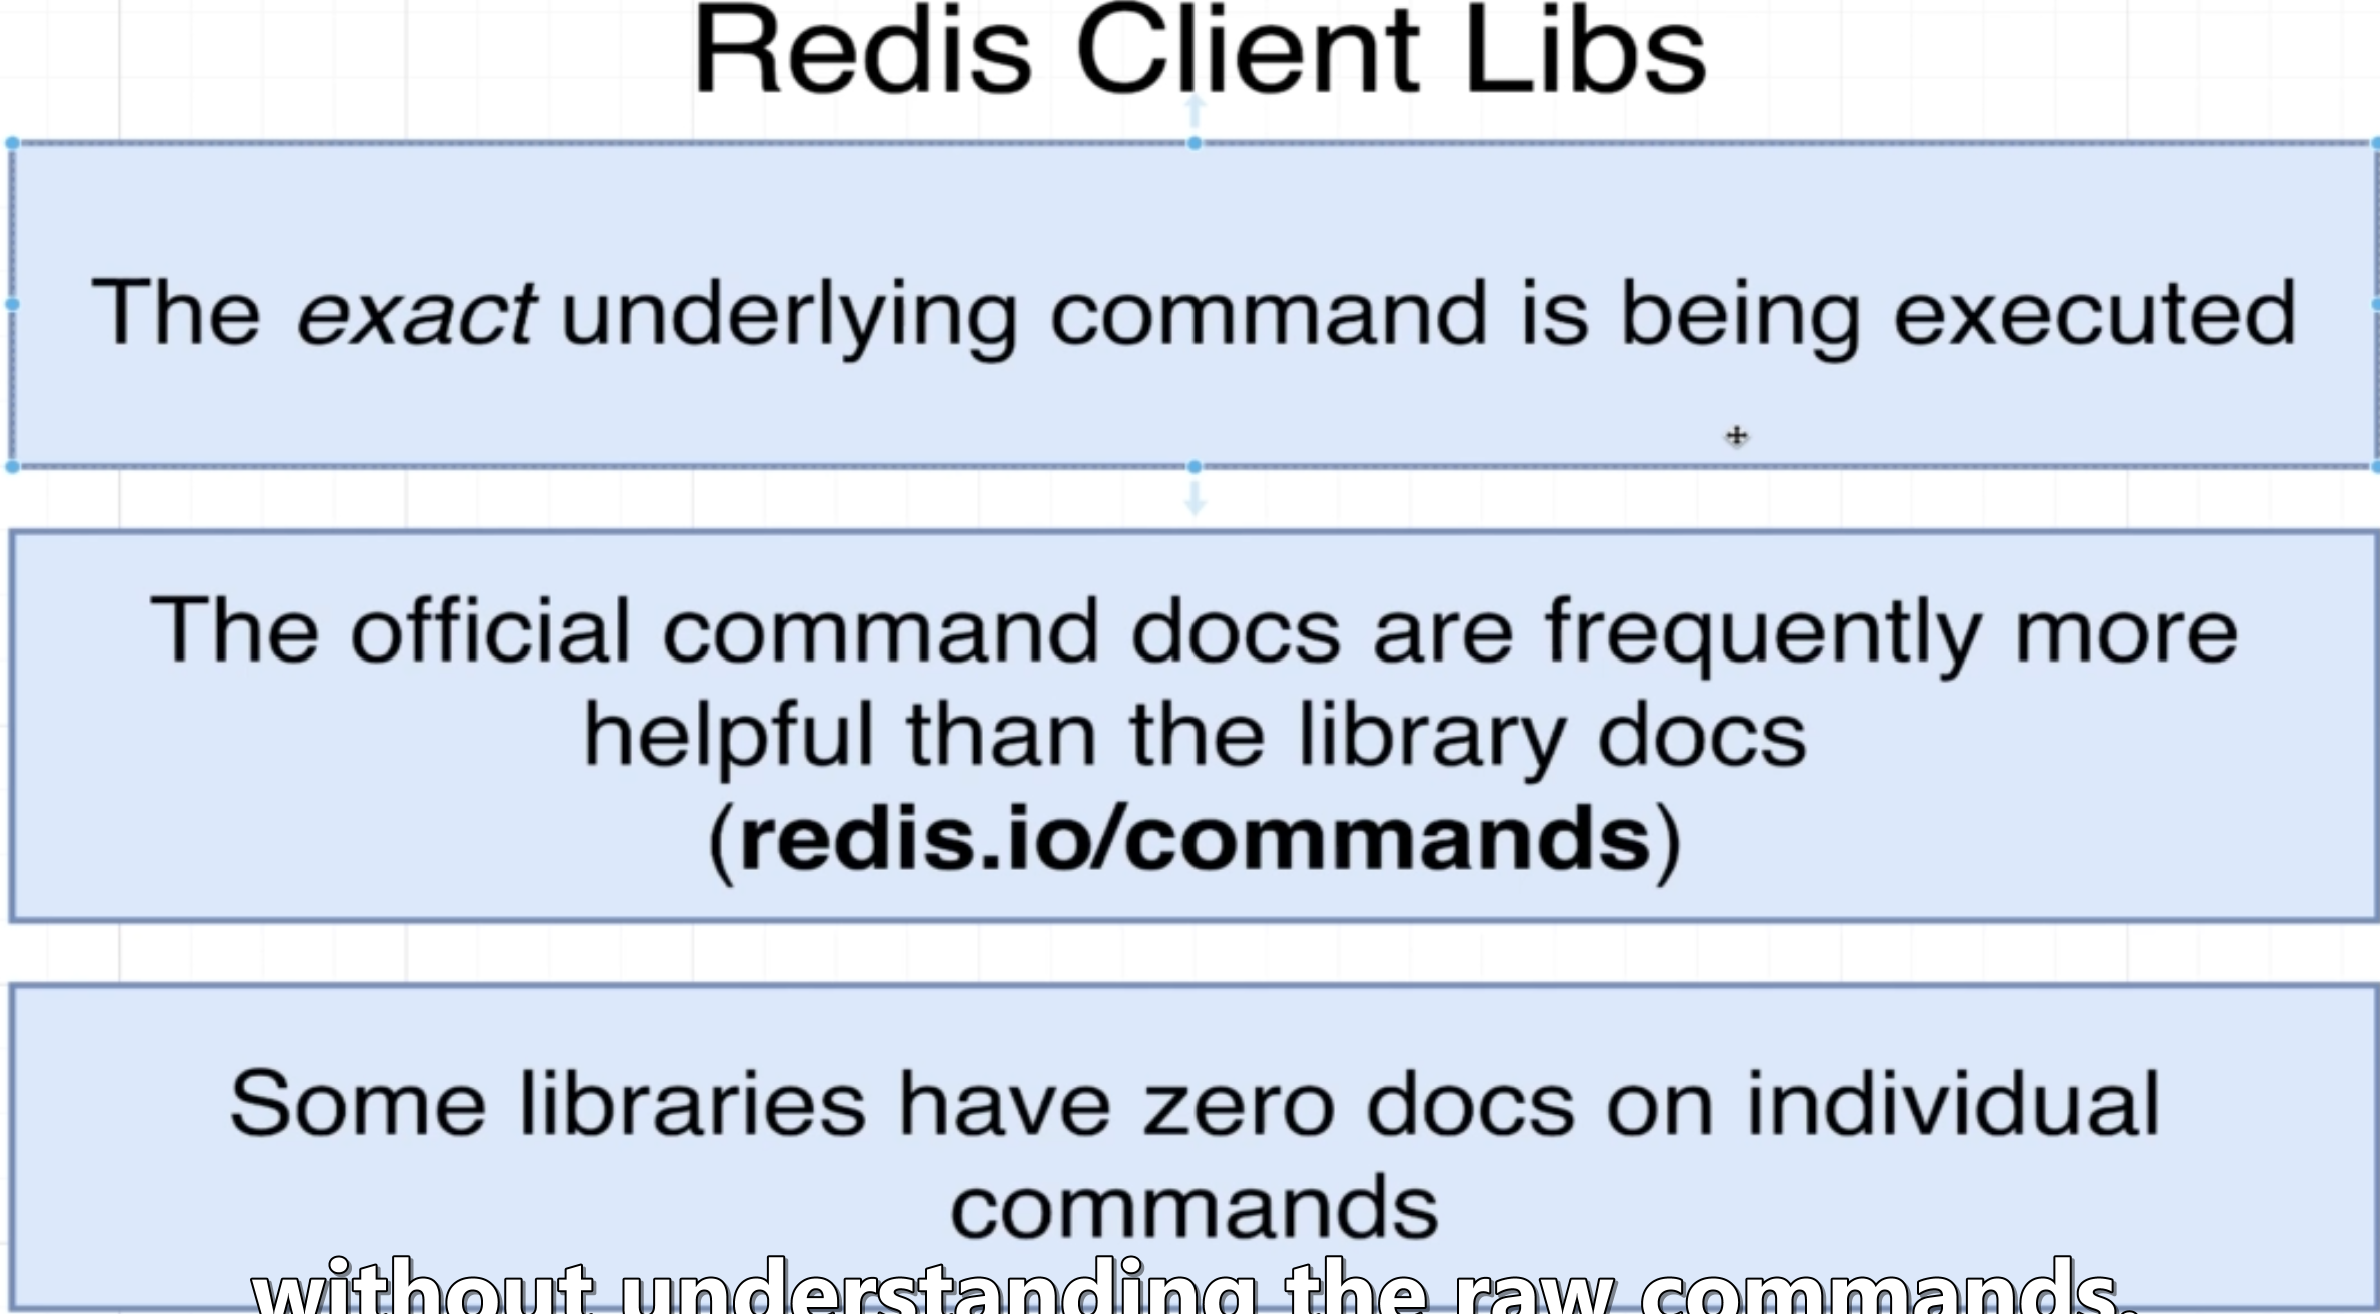 Redis Client Libs
The exact underlying command is being executed
The official command docs are frequently more
helpful than the library docs
(redis.io/commands)
Some libraries have zero docs on individual
commands
without understanding the raw commands.